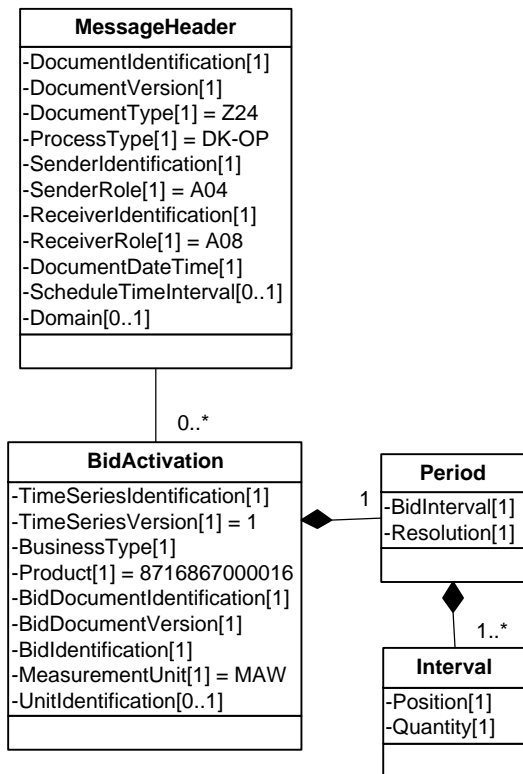 MessageHeader
-DocumentIdentification[1]
-DocumentVersion[1]
-DocumentType[1] = Z24
-ProcessType[1] = DK-OP
-SenderIdentification[1]
-SenderRole[1] = A04
-ReceiverIdentification[1]
-ReceiverRole[1] = A08
-DocumentDateTime[1]
-ScheduleTimeInterval[0..1]
-Domain[0..1]
0..*
BidActivation
-TimeSeriesIdentification[1]
-TimeSeriesVersion[1] = 1
-BusinessType[1]
-Product[1] = 8716867000016
-BidDocumentIdentification[1]
-BidDocumentVersion[1]
-BidIdentification[1]
-MeasurementUnit[1] = MAW
-UnitIdentification[0..1]
1
Period
-BidInterval[1]
-Resolution[1]
1..*
Interval
-Position[1]
-Quantity[1]